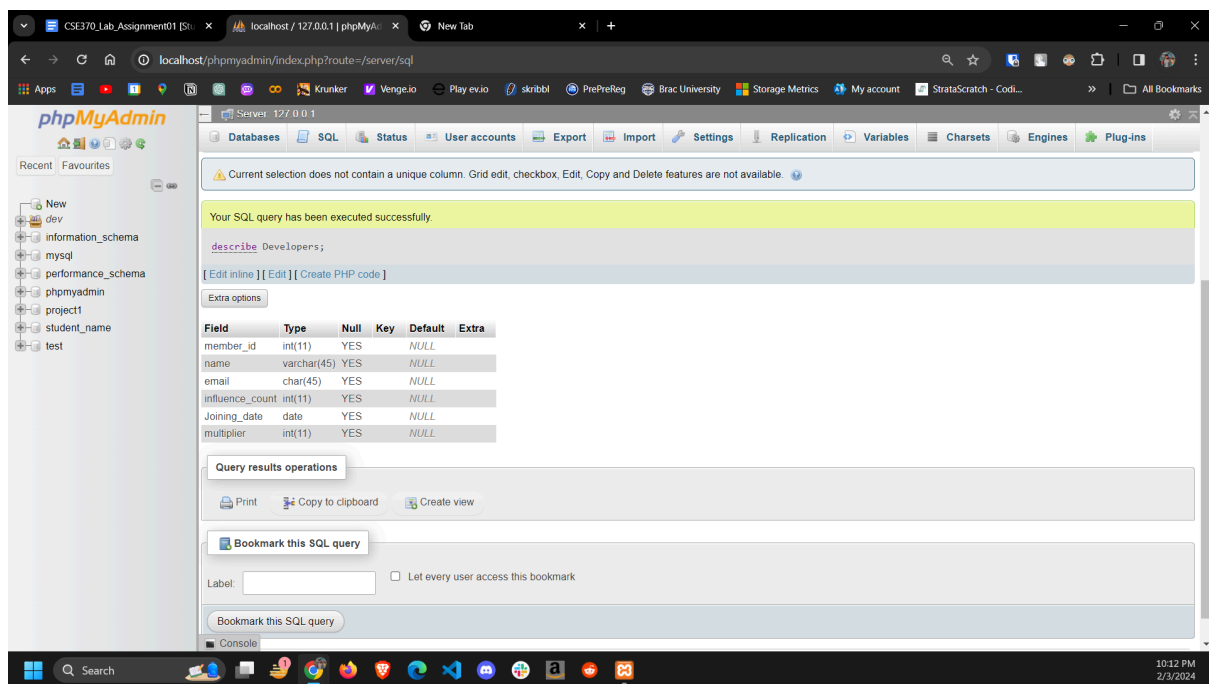 CSE370_Lab_Assignment01 [Stu
localhost / 127.0.0.1 | phpMyAd
New Tab
localhost/phpmyadmin/index.php?route=/server/sql
Apps Krunker Venge.io Play ev.io skribbl PrePreReg Brac University Storage Metrics My account StrataScratch - Codi... » All Bookmarks
phpMyAdmin
Recent Favourites
New
dev
information_schema
mysql
performance_schema
phpmyadmin
project1
student_name
test
Server: 127.0.0.1
Databases SQL Status User accounts Export Import Settings Replication Variables Charsets Engines Plug-ins
Current selection does not contain a unique column. Grid edit, checkbox, Edit, Copy and Delete features are not available.
Your SQL query has been executed successfully.
describe Developers;
[ Edit inline ] [ Edit ] [ Create PHP code ]
Extra options
Field Type Null Key Default Extra
member_id int(11) YES NULL
name varchar(45) YES NULL
email char(45) YES NULL
influence_count int(11) YES NULL
Joining_date date YES NULL
multiplier int(11) YES NULL
Query results operations
Print Copy to clipboard Create view
Bookmark this SQL query
Label: Let every user access this bookmark
Bookmark this SQL query
Console
Search
10:12 PM
2/3/2024